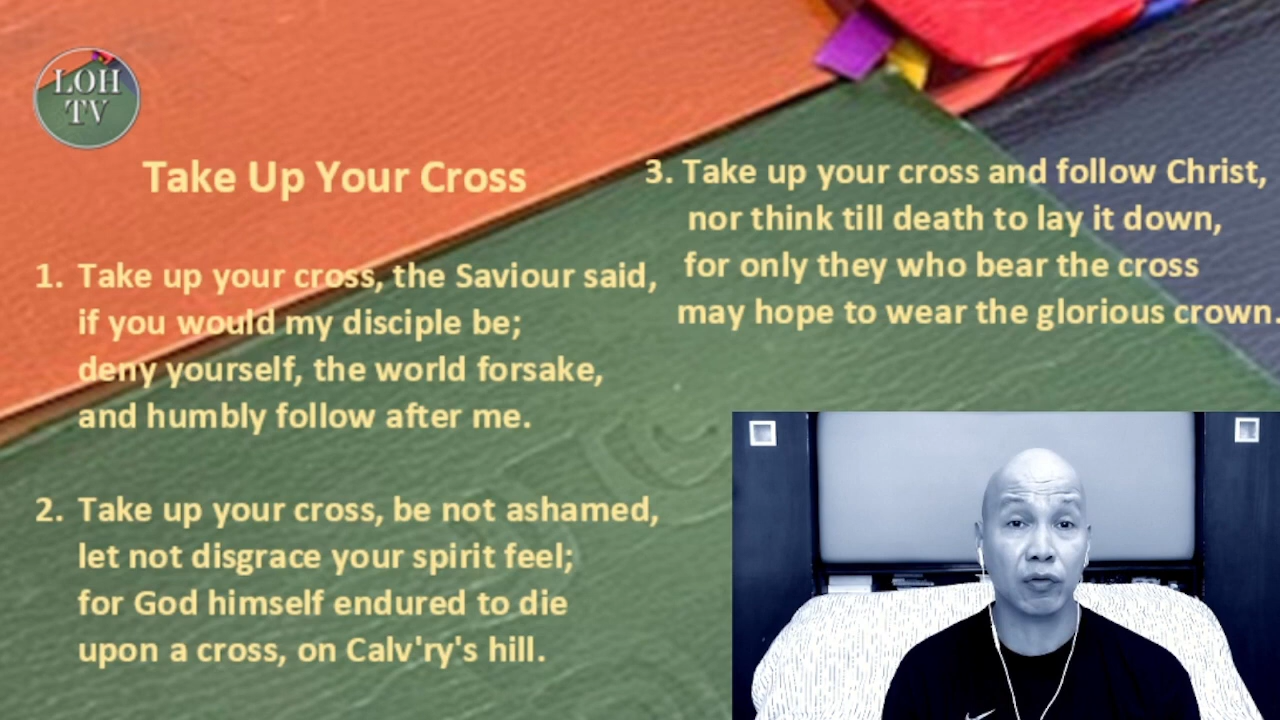 LOH
TV
Take Up Your Cross
1. Take up your cross, the Saviour said,
if you would my disciple be;
deny yourself, the world forsake,
and humbly follow after me.
2. Take up your cross, be not ashamed,
let not disgrace your spirit feel;
for God himself endured to die
upon a cross, on Calv'ry's hill.
3. Take up your cross and follow Christ,
nor think till death to lay it down,
for only they who bear the cross
may hope to wear the glorious crown.